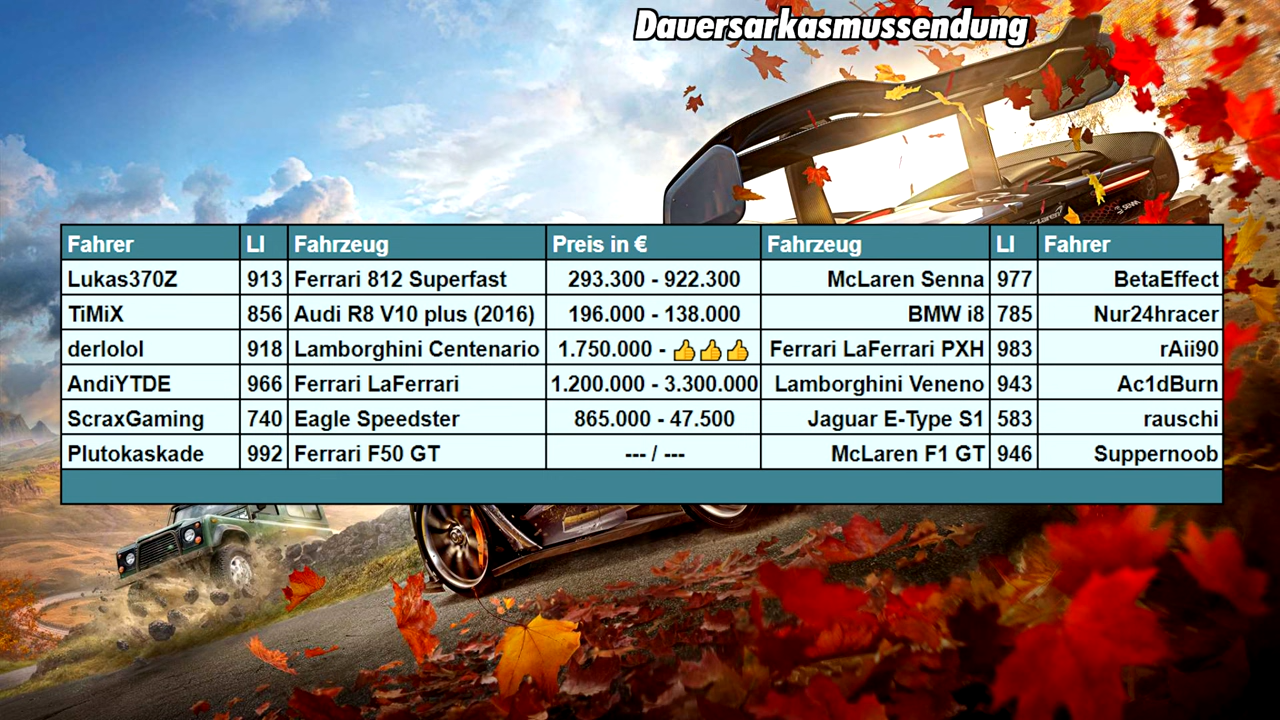 Dauersarkasmussendung
McLaren
SENNA
Fahrer LI Fahrzeug Preis in € Fahrzeug LI Fahrer
Lukas370Z 913 Ferrari 812 Superfast 293.300 - 922.300 McLaren Senna 977 BetaEffect
TiMiX 856 Audi R8 V10 plus (2016) 196.000 - 138.000 BMW i8 785 Nur24hracer
derlolol 918 Lamborghini Centenario 1.750.000 - 👍👍👍 Ferrari LaFerrari PXH 983 rAii90
AndiYTDE 966 Ferrari LaFerrari 1.200.000 - 3.300.000 Lamborghini Veneno 943 Ac1dBurn
ScraxGaming 740 Eagle Speedster 865.000 - 47.500 Jaguar E-Type S1 583 rauschi
Plutokaskade 992 Ferrari F50 GT --- / --- McLaren F1 GT 946 Suppernoob